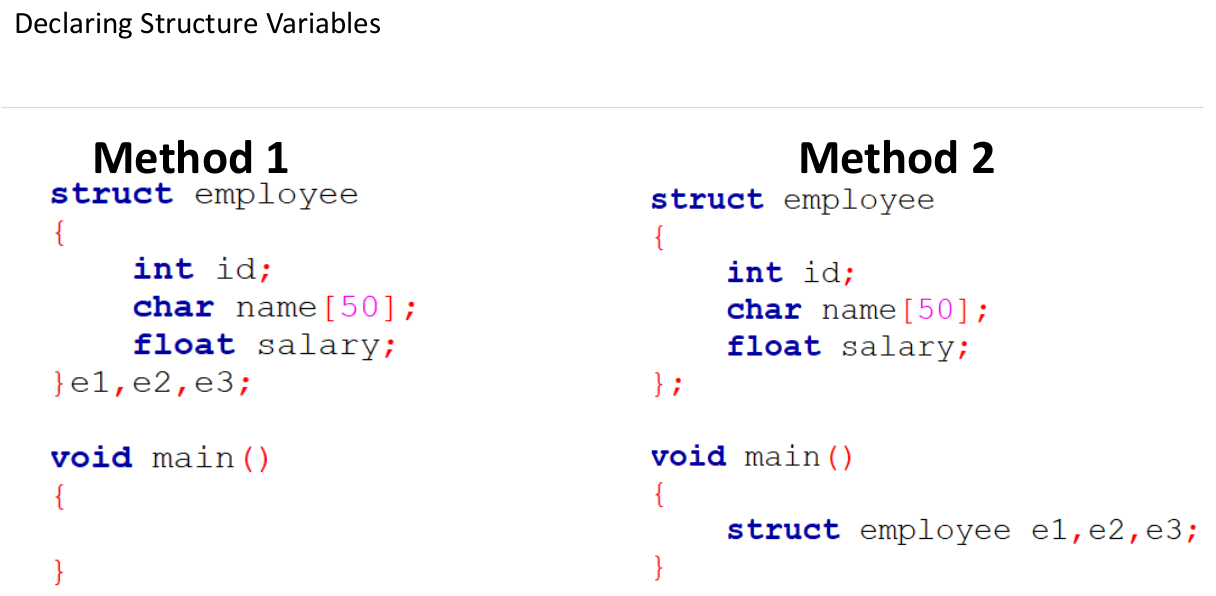 Declaring Structure Variables
Method 1
struct employee
{
int id;
char name[50];
float salary;
}e1,e2,e3;
void main()
{
}
Method 2
struct employee
{
int id;
char name[50];
float salary;
};
void main()
{
struct employee e1,e2,e3;
}